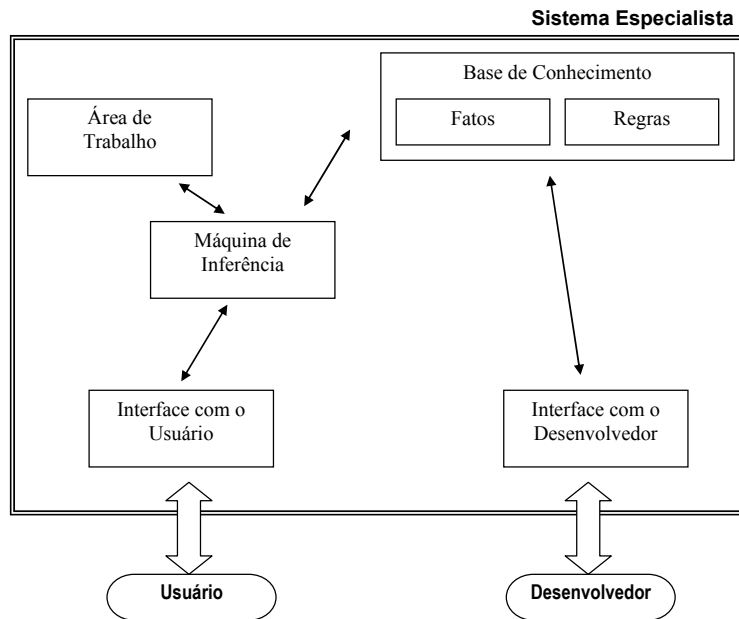 Sistema Especialista
Base de Conhecimento
Fatos
Regras
Área de
Trabalho
Máquina de
Inferência
Interface com o
Usuário
Interface com o
Desenvolvedor
Usuário
Desenvolvedor